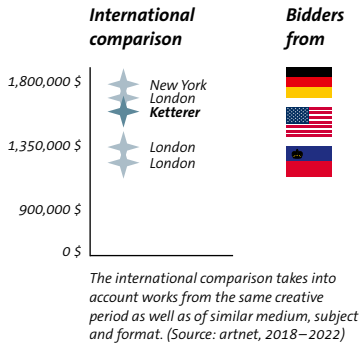 International
comparison
Bidders
from
1,800,000 $
New York
London
Ketterer
1,350,000 $
London
London
900,000 $
0 $
The international comparison takes into
account works from the same creative
period as well as of similar medium, subject
and format. (Source: artnet, 2018–2022)